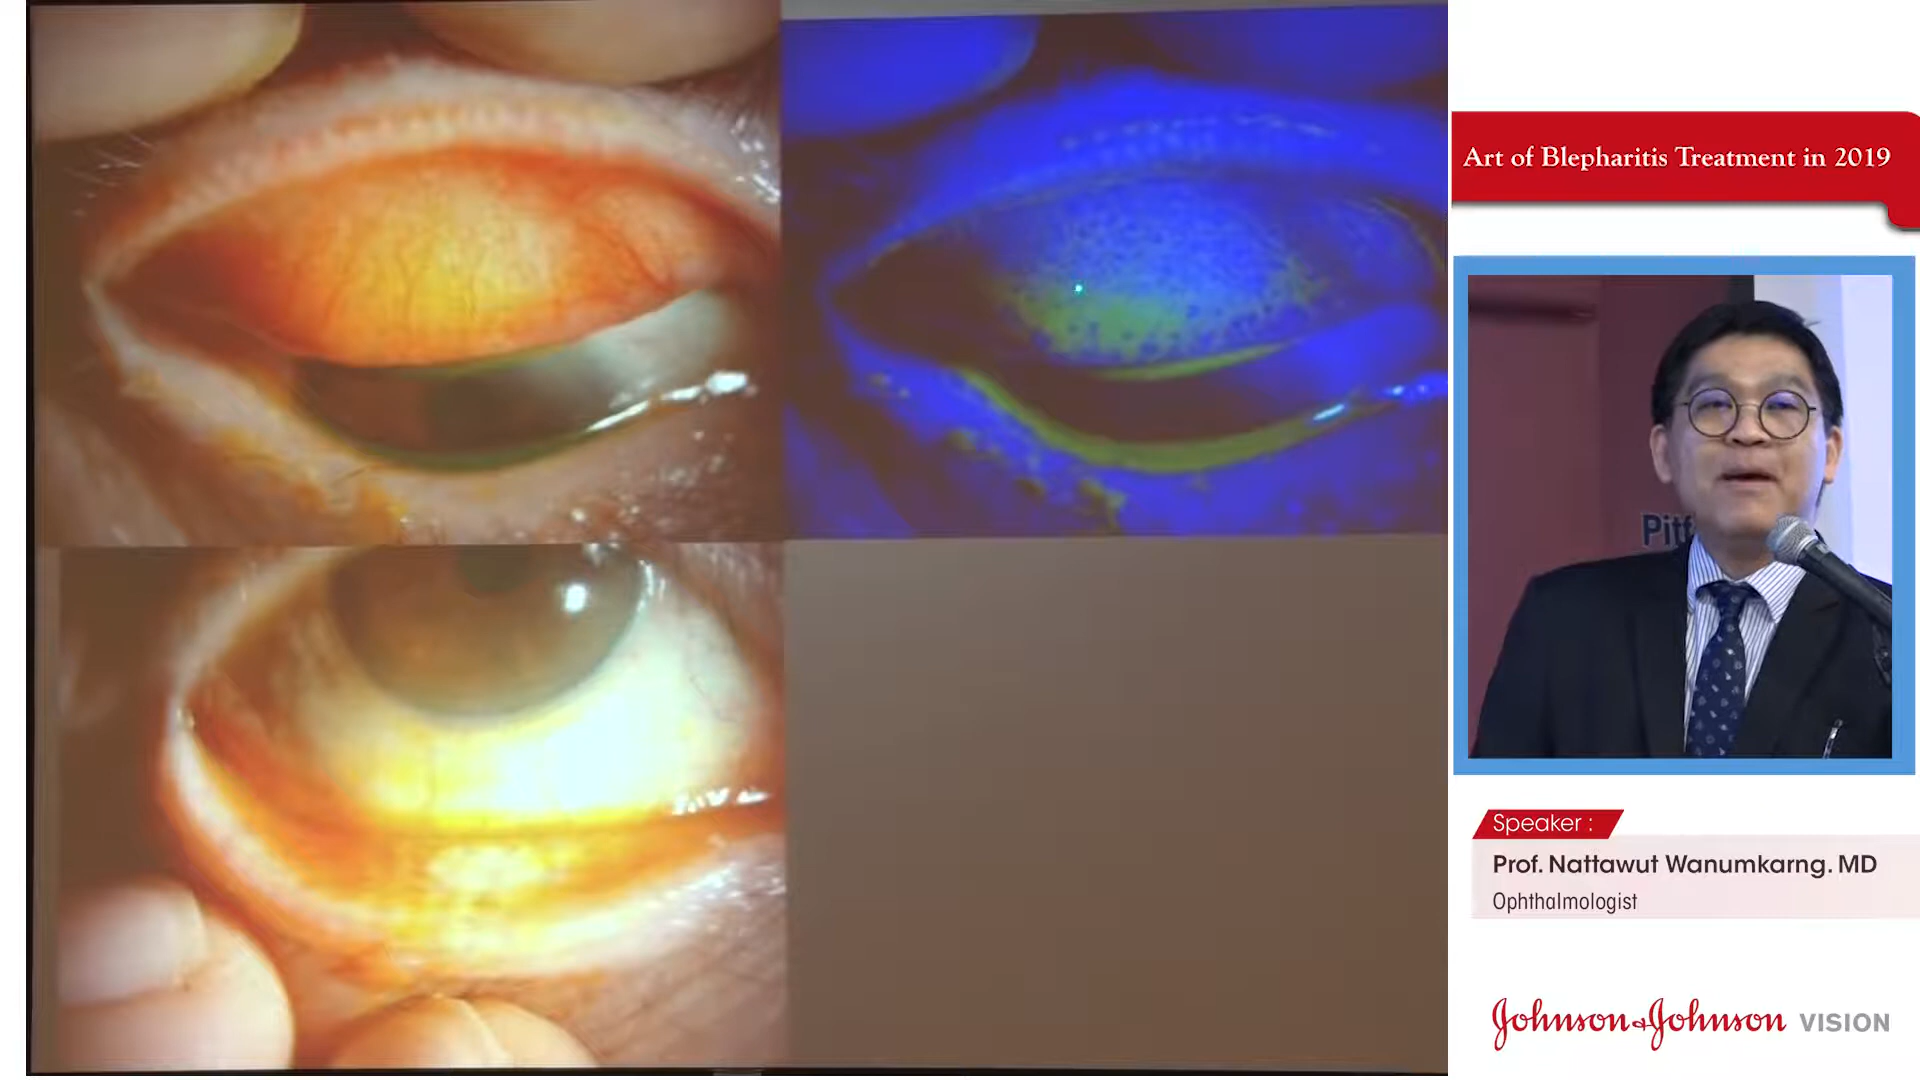 Art of Blepharitis Treatment in 2019
Speaker :
Prof. Nattawut Wanumkarng. MD
Ophthalmologist
Johnson & Johnson VISION